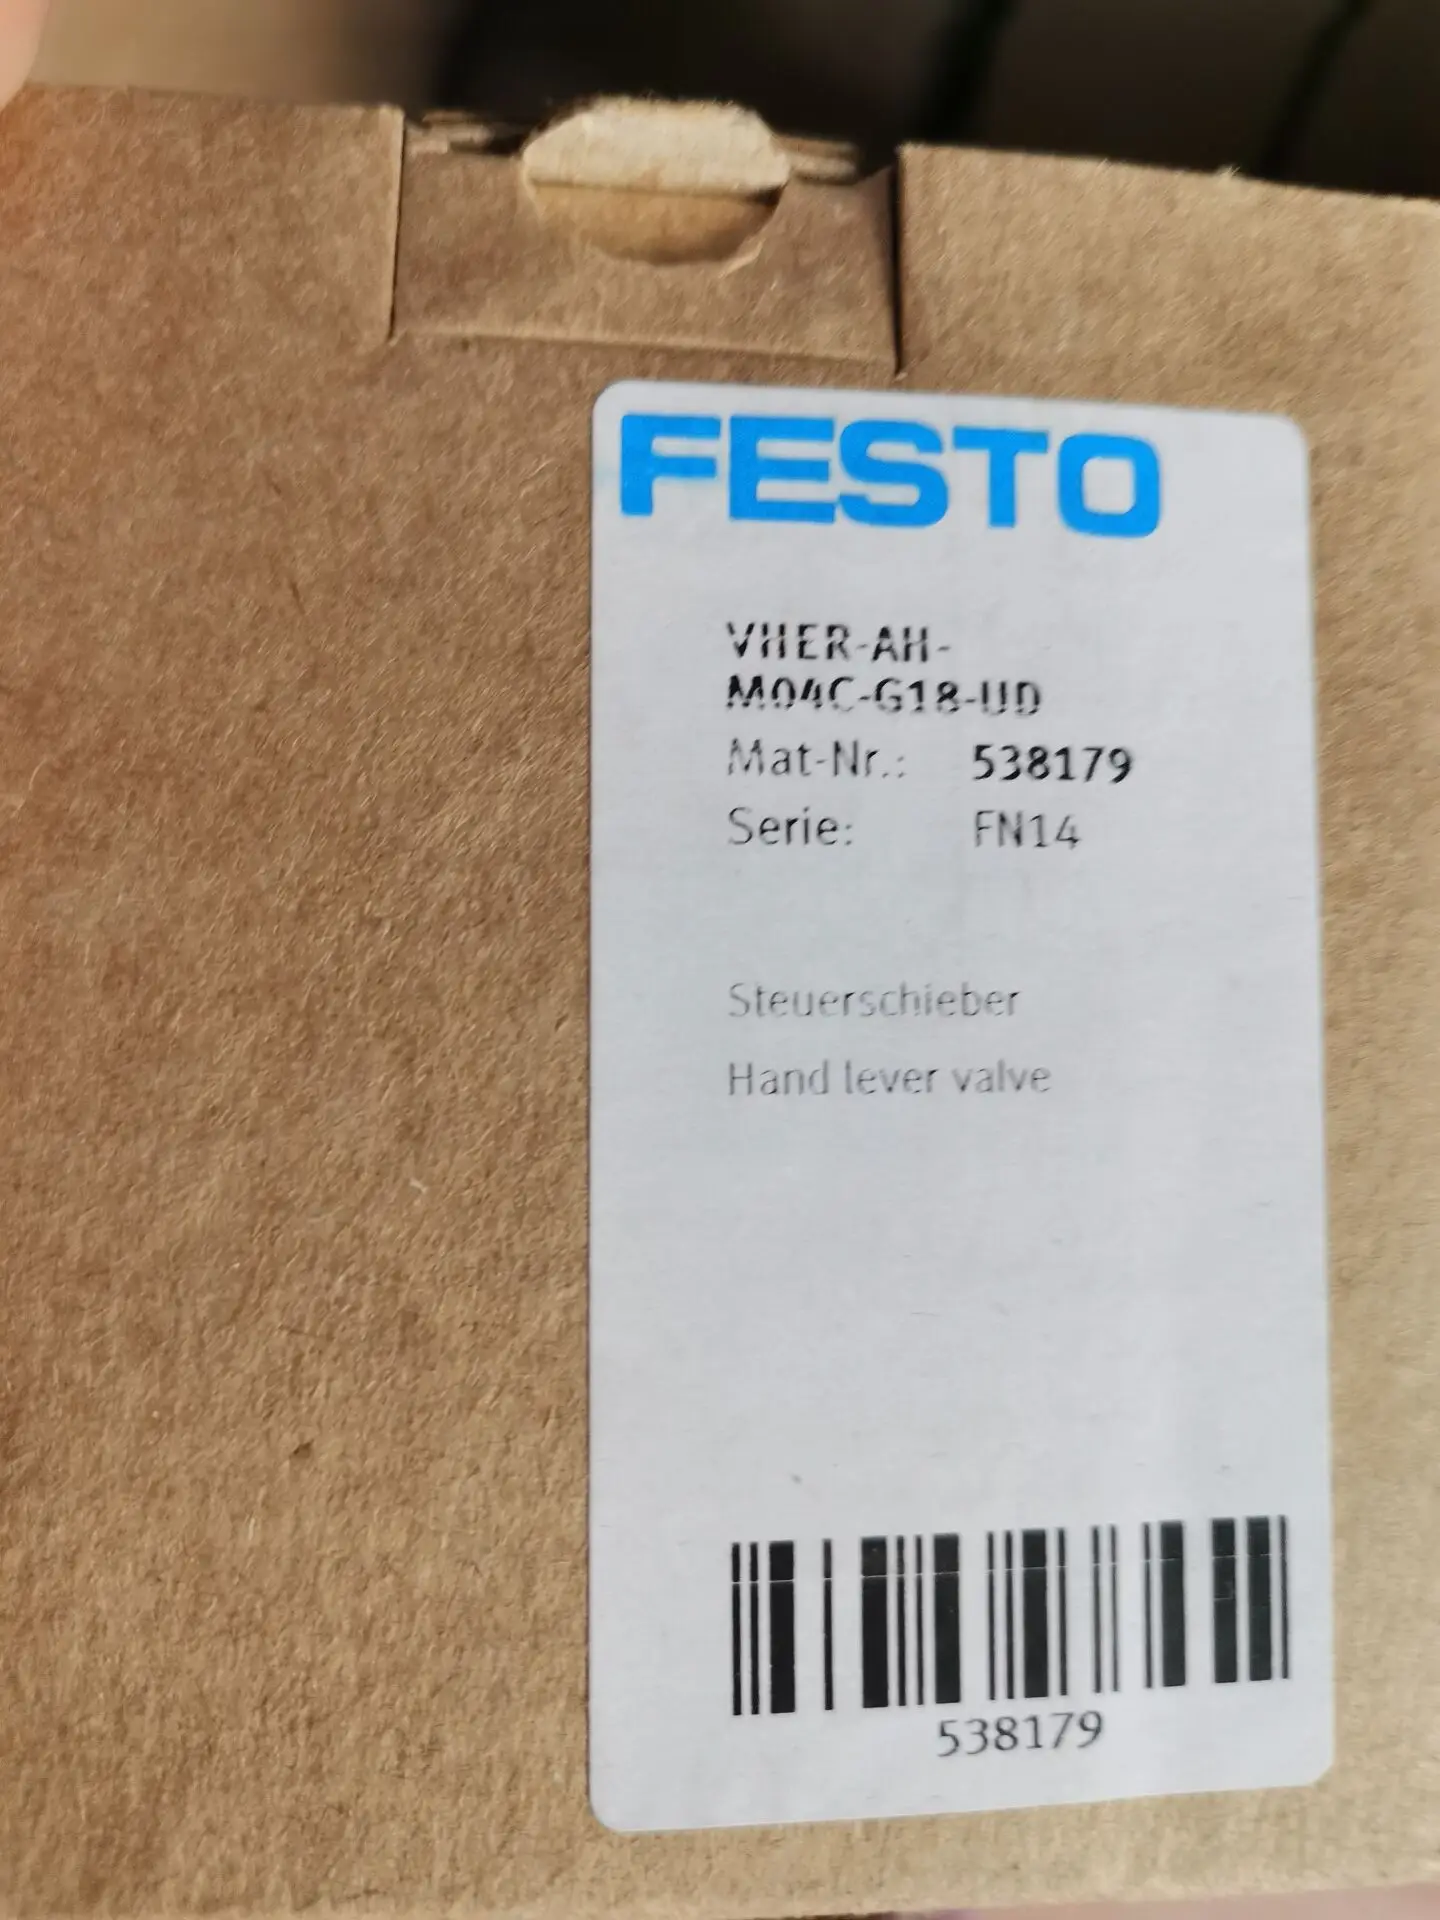 FESTO
VHER-AH-
M04C-G18-UD
Mat-Nr.: 538179
Serie: FN14
Steuerschieber
Hand lever valve
538179